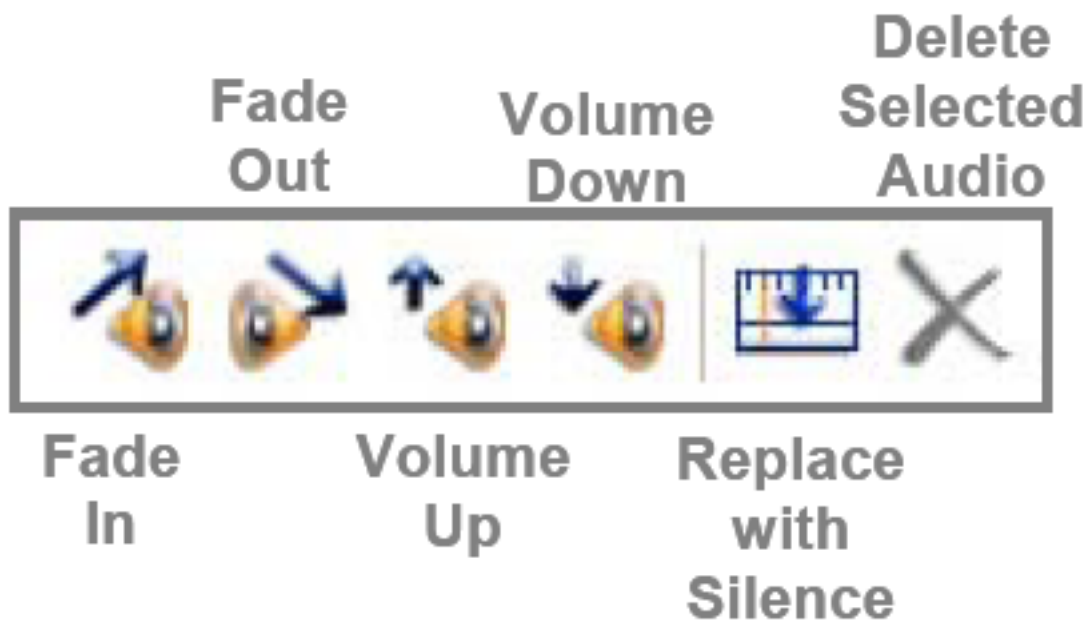 Fade
Out
Volume
Down
Delete
Selected
Audio
Fade
In
Volume
Up
Replace
with
Silence